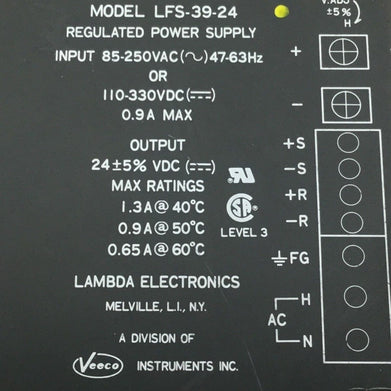 MODEL LFS-39-24
REGULATED POWER SUPPLY
INPUT 85-250VAC (∼) 47-63Hz
OR
110-330VDC (⎓)
0.9A MAX
OUTPUT
24±5% VDC (⎓)
MAX RATINGS
1.3A @ 40°C
0.9A @ 50°C
0.65A @ 60°C
LAMBDA ELECTRONICS
MELVILLE, L.I., N.Y.
A DIVISION OF
Veeco INSTRUMENTS INC.
LEVEL 3
V.ADJ
±5%
H
+
-
+S
-S
+R
-R
FG
H
AC
N